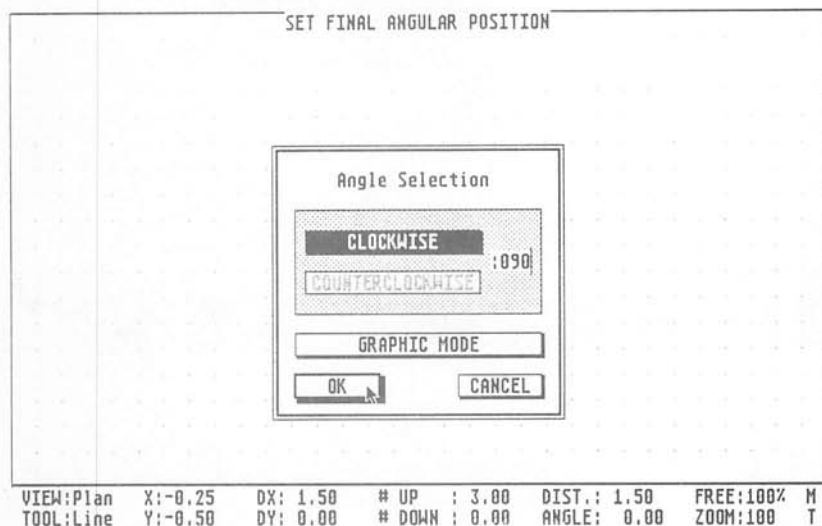 SET FINAL ANGULAR POSITION
Angle Selection
CLOCKWISE
:090
COUNTERCLOCKWISE
GRAPHIC MODE
OK CANCEL
VIEW:Plan X:-0.25 DX: 1.50 # UP : 3.00 DIST.: 1.50 FREE:100% M
TOOL:Line Y:-0.50 DY: 0.00 # DOWN : 0.00 ANGLE: 0.00 ZOOM:100 T